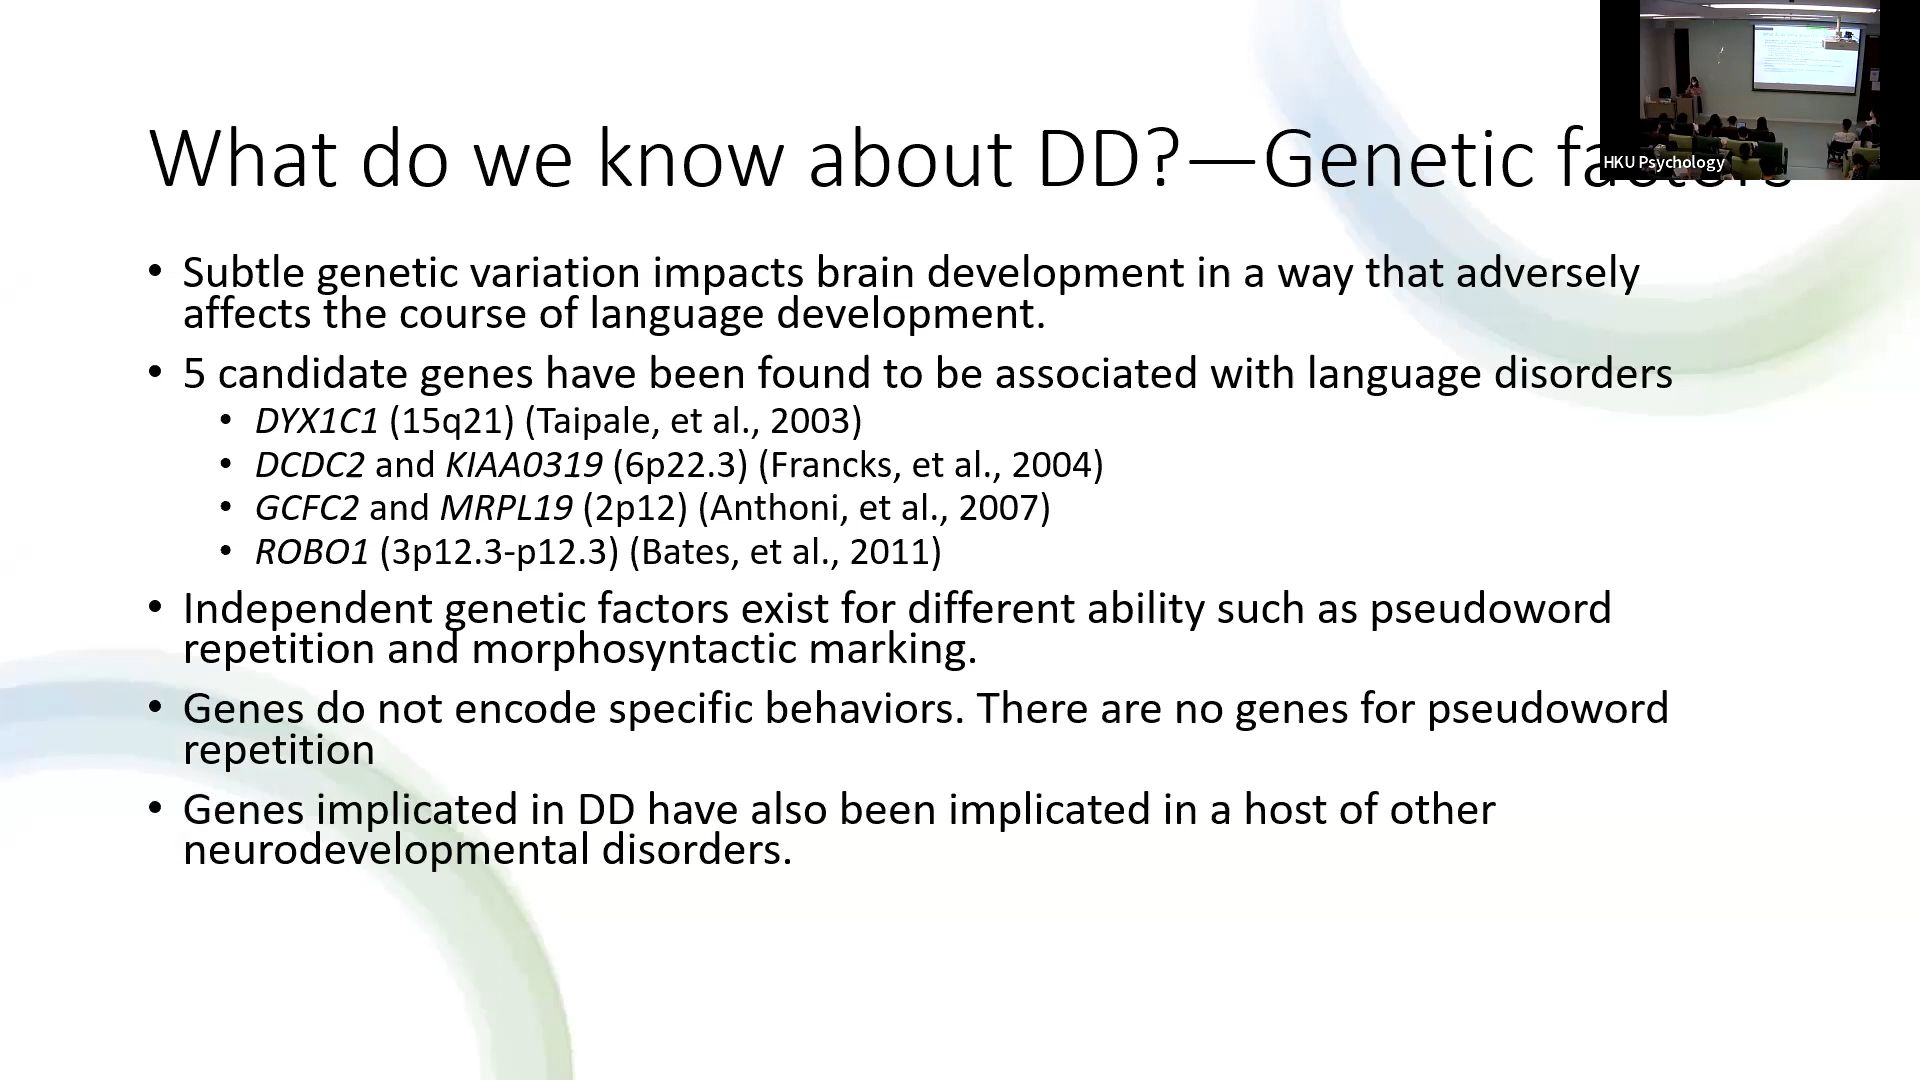 What do we know about DD?—Genetic factors
HKU Psychology
• Subtle genetic variation impacts brain development in a way that adversely
affects the course of language development.
• 5 candidate genes have been found to be associated with language disorders
• DYX1C1 (15q21) (Taipale, et al., 2003)
• DCDC2 and KIAA0319 (6p22.3) (Francks, et al., 2004)
• GCFC2 and MRPL19 (2p12) (Anthoni, et al., 2007)
• ROBO1 (3p12.3-p12.3) (Bates, et al., 2011)
• Independent genetic factors exist for different ability such as pseudoword
repetition and morphosyntactic marking.
• Genes do not encode specific behaviors. There are no genes for pseudoword
repetition
• Genes implicated in DD have also been implicated in a host of other
neurodevelopmental disorders.